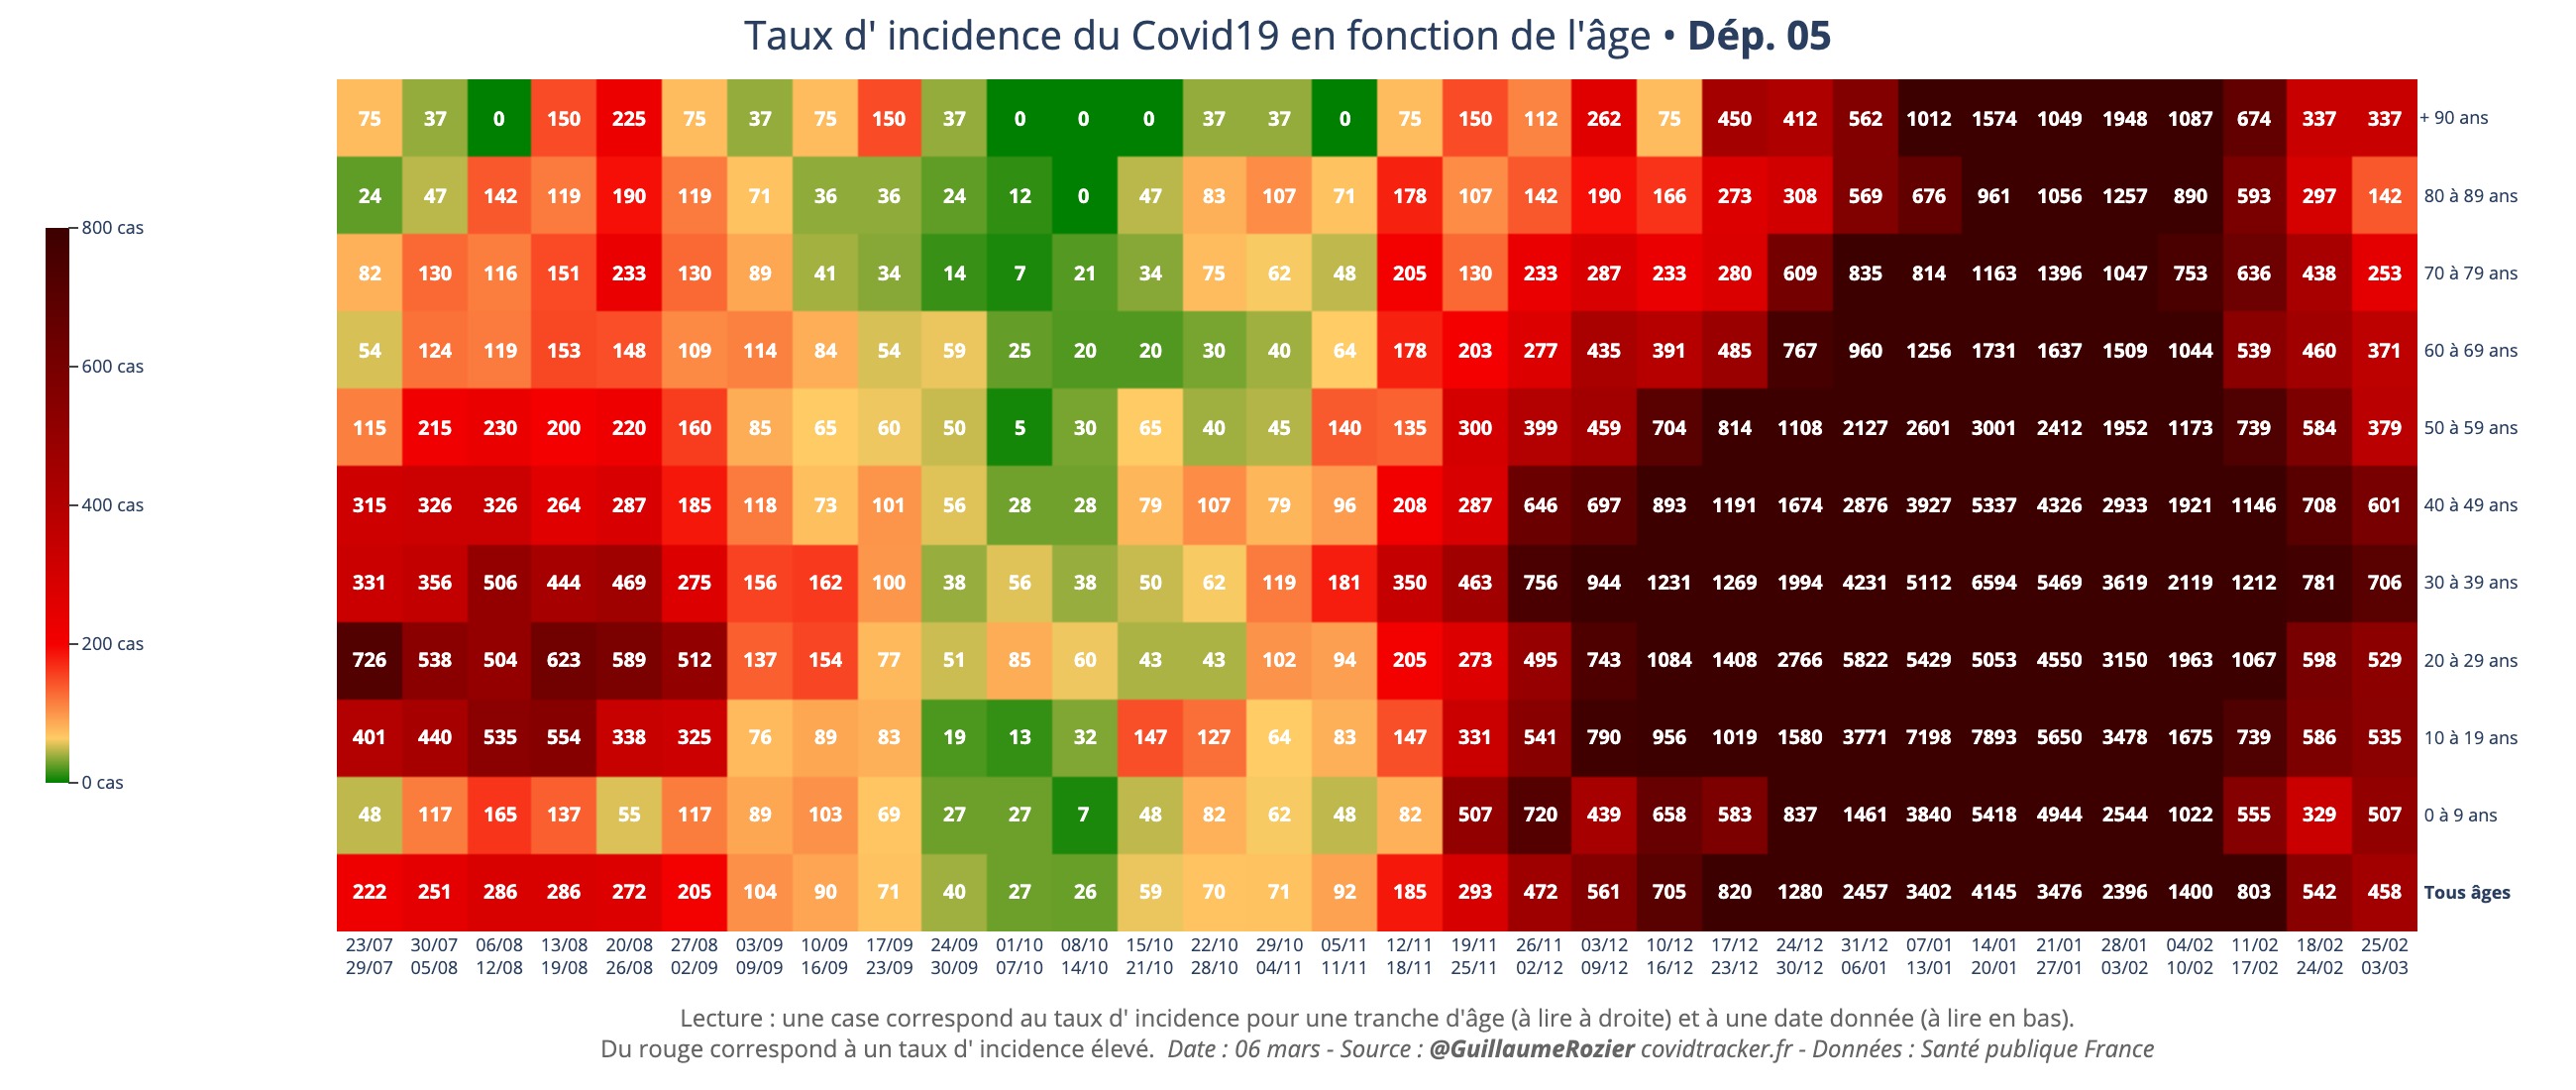 Taux d' incidence du Covid19 en fonction de l'âge • Dép. 05
75 37 0 150 225 75 37 75 150 37 0 0 0 37 37 0 75 150 112 262 75 450 412 562 1012 1574 1049 1948 1087 674 337 337 + 90 ans
24 47 142 119 190 119 71 36 36 24 12 0 47 83 107 71 178 107 142 190 166 273 308 569 676 961 1056 1257 890 593 297 142 80 à 89 ans
800 cas
82 130 116 151 233 130 89 41 34 14 7 21 34 75 62 48 205 130 233 287 233 280 609 835 814 1163 1396 1047 753 636 438 253 70 à 79 ans
54 124 119 153 148 109 114 84 54 59 25 20 20 30 40 64 178 203 277 435 391 485 767 960 1256 1731 1637 1509 1044 539 460 371 60 à 69 ans
600 cas
115 215 230 200 220 160 85 65 60 50 5 30 65 40 45 140 135 300 399 459 704 814 1108 2127 2601 3001 2412 1952 1173 739 584 379 50 à 59 ans
400 cas
315 326 326 264 287 185 118 73 101 56 28 28 79 107 79 96 208 287 646 697 893 1191 1674 2876 3927 5337 4326 2933 1921 1146 708 601 40 à 49 ans
331 356 506 444 469 275 156 162 100 38 56 38 50 62 119 181 350 463 756 944 1231 1269 1994 4231 5112 6594 5469 3619 2119 1212 781 706 30 à 39 ans
200 cas
726 538 504 623 589 512 137 154 77 51 85 60 43 43 102 94 205 273 495 743 1084 1408 2766 5822 5429 5053 4550 3150 1963 1067 598 529 20 à 29 ans
401 440 535 554 338 325 76 89 83 19 13 32 147 127 64 83 147 331 541 790 956 1019 1580 3771 7198 7893 5650 3478 1675 739 586 535 10 à 19 ans
0 cas
48 117 165 137 55 117 89 103 69 27 27 7 48 82 62 48 82 507 720 439 658 583 837 1461 3840 5418 4944 2544 1022 555 329 507 0 à 9 ans
222 251 286 286 272 205 104 90 71 40 27 26 59 70 71 92 185 293 472 561 705 820 1280 2457 3402 4145 3476 2396 1400 803 542 458 Tous âges
23/07 30/07 06/08 13/08 20/08 27/08 03/09 10/09 17/09 24/09 01/10 08/10 15/10 22/10 29/10 05/11 12/11 19/11 26/11 03/12 10/12 17/12 24/12 31/12 07/01 14/01 21/01 28/01 04/02 11/02 18/02 25/02
29/07 05/08 12/08 19/08 26/08 02/09 09/09 16/09 23/09 30/09 07/10 14/10 21/10 28/10 04/11 11/11 18/11 25/11 02/12 09/12 16/12 23/12 30/12 06/01 13/01 20/01 27/01 03/02 10/02 17/02 24/02 03/03
Lecture : une case correspond au taux d' incidence pour une tranche d'âge (à lire à droite) et à une date donnée (à lire en bas).
Du rouge correspond à un taux d' incidence élevé. Date : 06 mars - Source : @GuillaumeRozier covidtracker.fr - Données : Santé publique France